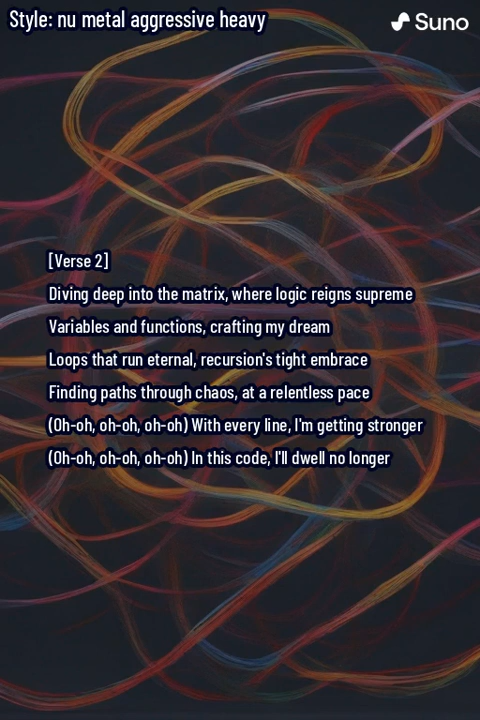 Style: nu metal aggressive heavy
Suno
[Verse 2]
Diving deep into the matrix, where logic reigns supreme
Variables and functions, crafting my dream
Loops that run eternal, recursion's tight embrace
Finding paths through chaos, at a relentless pace
(Oh-oh, oh-oh, oh-oh) With every line, I'm getting stronger
(Oh-oh, oh-oh, oh-oh) In this code, I'll dwell no longer